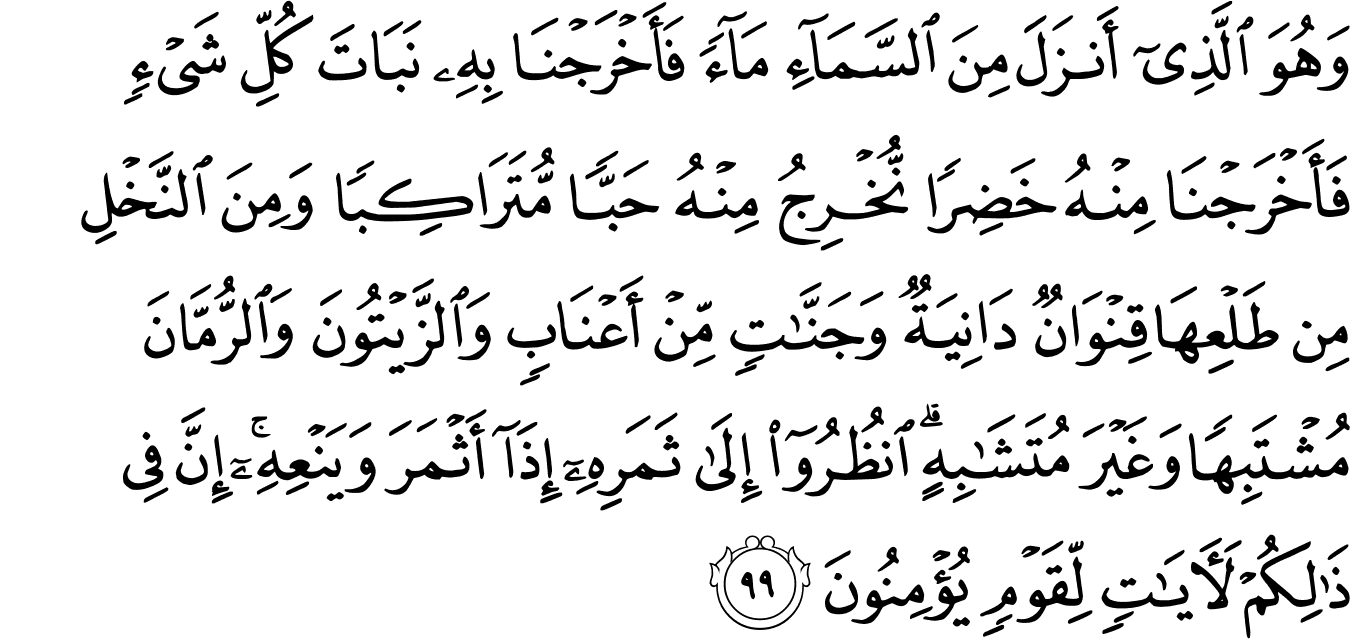 وَهُوَ ٱلَّذِىٓ أَنزَلَ مِنَ ٱلسَّمَآءِ مَآءً فَأَخْرَجْنَا بِهِۦ نَبَاتَ كُلِّ شَىْءٍ
فَأَخْرَجْنَا مِنْهُ خَضِرًا نُّخْرِجُ مِنْهُ حَبًّا مُّتَرَاكِبًا وَمِنَ ٱلنَّخْلِ
مِن طَلْعِهَا قِنْوَانٌ دَانِيَةٌ وَجَنَّـٰتٍ مِّنْ أَعْنَابٍ وَٱلزَّيْتُونَ وَٱلرُّمَّانَ
مُشْتَبِهًا وَغَيْرَ مُتَشَـٰبِهٍ ۗ ٱنظُرُوٓا۟ إِلَىٰ ثَمَرِهِۦٓ إِذَآ أَثْمَرَ وَيَنْعِهِۦٓ ۚ إِنَّ فِى
ذَٰلِكُمْ لَـَٔايَـٰتٍ لِّقَوْمٍ يُؤْمِنُونَ ٩٩